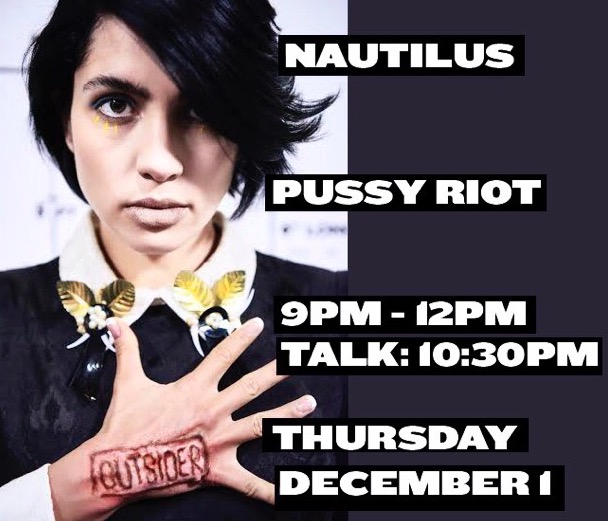 NAUTILUS
PUSSY RIOT
9PM - 12PM
TALK: 10:30PM
THURSDAY
DECEMBER 1
OUTSIDER